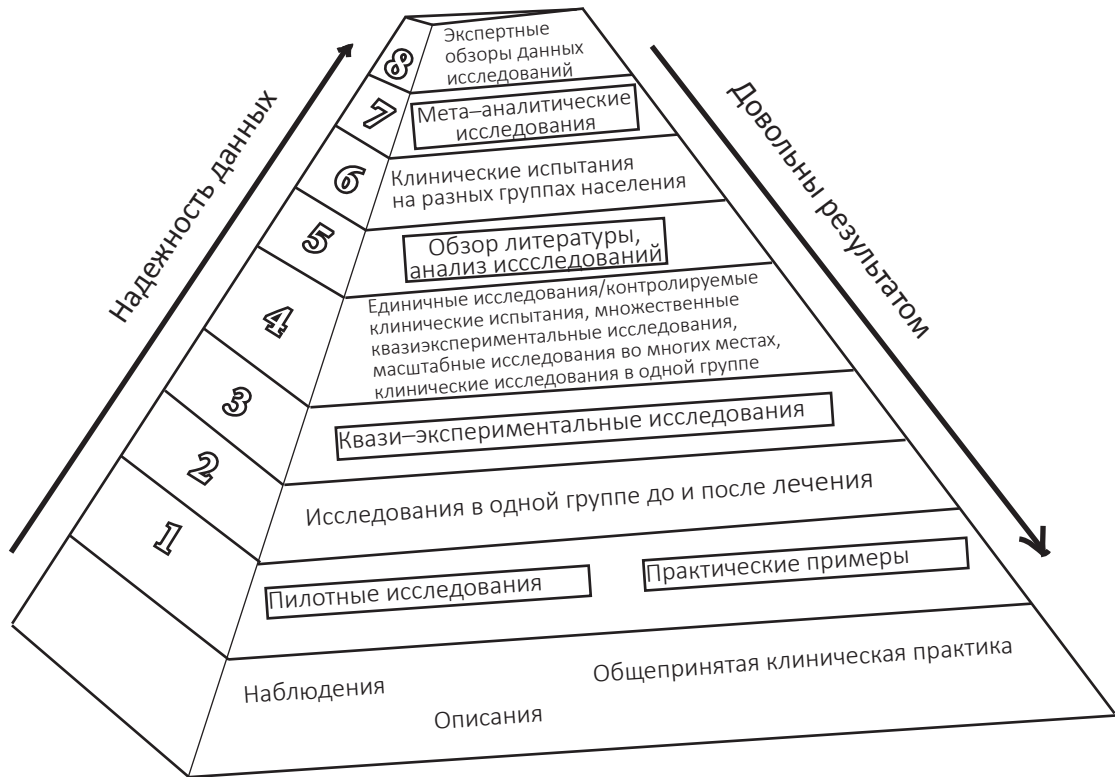 Надежность данных
Довольны результатом
8
Экспертные
обзоры данных
исследований
7
Мета–аналитические
исследования
6
Клинические испытания
на разных группах населения
5
Обзор литературы,
анализ иссследований
4
Единичные исследования/контролируемые
клинические испытания, множественные
квазиэкспериментальные исследования,
масштабные исследования во многих местах,
клинические исследования в одной группе
3
Квази–экспериментальные исследования
2
Исследования в одной группе до и после лечения
1
Пилотные исследования
Практические примеры
Наблюдения
Общепринятая клиническая практика
Описания